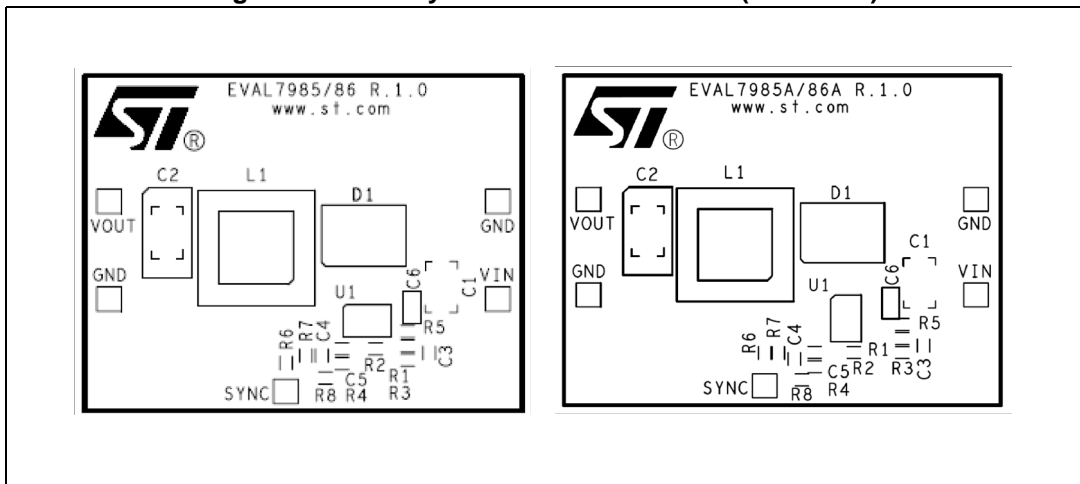 EVAL7985/86 R.1.0
www.st.com
ST®
C2
L1
D1
VOUT
GND
GND
VIN
C6
C1
U1
R6
R7
C4
R5
C3
R2
C5
R1
SYNC
R8
R4
R3
EVAL7985A/86A R.1.0
www.st.com
ST®
C2
L1
D1
VOUT
GND
C1
GND
VIN
C6
U1
R6
R7
C4
R5
R1
C3
R2
R3
C5
SYNC
R8
R4